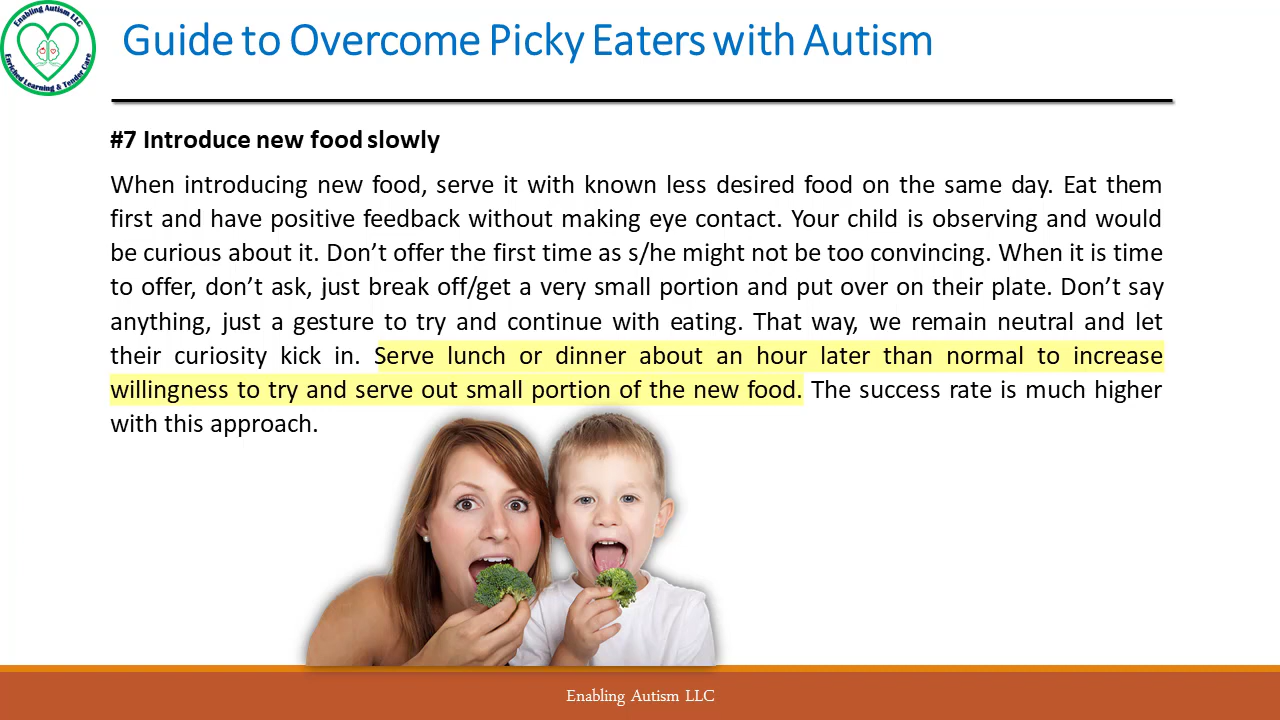 Enabling Autism LLC
Enriched Learning & Tender Care
Guide to Overcome Picky Eaters with Autism
#7 Introduce new food slowly
When introducing new food, serve it with known less desired food on the same day. Eat them
first and have positive feedback without making eye contact. Your child is observing and would
be curious about it. Don’t offer the first time as s/he might not be too convincing. When it is time
to offer, don’t ask, just break off/get a very small portion and put over on their plate. Don’t say
anything, just a gesture to try and continue with eating. That way, we remain neutral and let
their curiosity kick in. Serve lunch or dinner about an hour later than normal to increase
willingness to try and serve out small portion of the new food. The success rate is much higher
with this approach.
Enabling Autism LLC